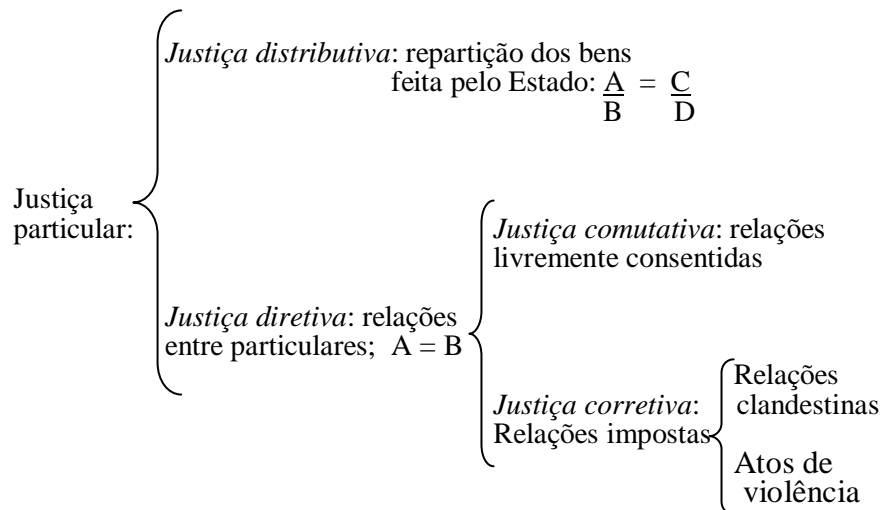 Justiça distributiva: repartição dos bens
feita pelo Estado: A = C
B D
Justiça
particular:
Justiça comutativa: relações
livremente consentidas
Justiça diretiva: relações
entre particulares; A = B
Relações
clandestinas
Justiça corretiva:
Relações impostas
Atos de
violência